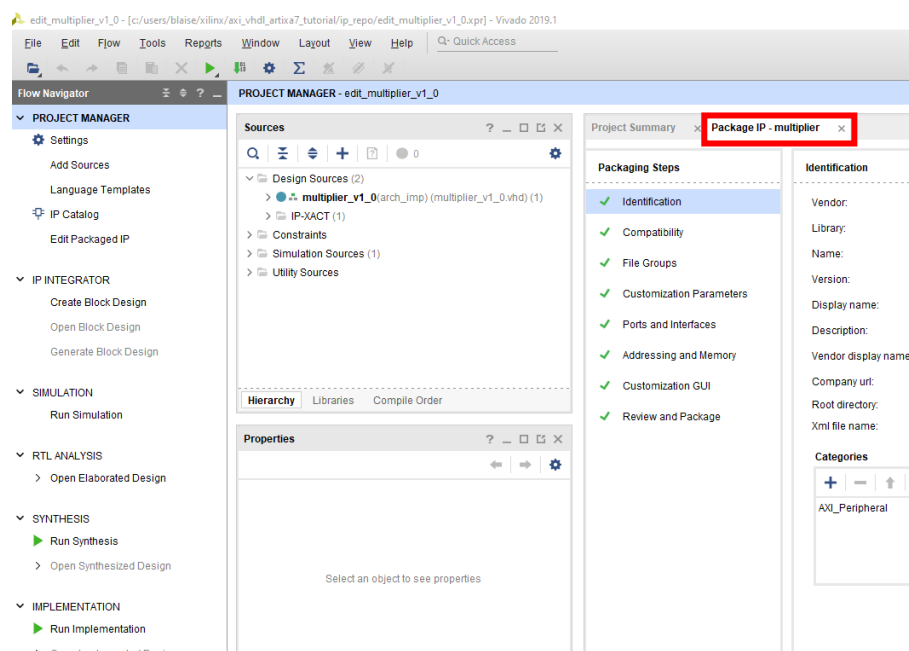 edit_multiplier_v1_0 - [c:/users/blaise/xilinx/axi_vhdl_artixa7_tutorial/ip_repo/edit_multiplier_v1_0.xpr] - Vivado 2019.1
File Edit Flow Tools Reports Window Layout View Help Q- Quick Access
Flow Navigator
PROJECT MANAGER
Settings
Add Sources
Language Templates
IP Catalog
Edit Packaged IP
IP INTEGRATOR
Create Block Design
Open Block Design
Generate Block Design
SIMULATION
Run Simulation
RTL ANALYSIS
Open Elaborated Design
SYNTHESIS
Run Synthesis
Open Synthesized Design
IMPLEMENTATION
Run Implementation
PROJECT MANAGER - edit_multiplier_v1_0
Sources
0
Design Sources (2)
multiplier_v1_0(arch_imp) (multiplier_v1_0.vhd) (1)
IP-XACT (1)
Constraints
Simulation Sources (1)
Utility Sources
Hierarchy Libraries Compile Order
Properties
Select an object to see properties
Project Summary
Package IP - multiplier
Packaging Steps
Identification
Compatibility
File Groups
Customization Parameters
Ports and Interfaces
Addressing and Memory
Customization GUI
Review and Package
Identification
Vendor:
Library:
Name:
Version:
Display name:
Description:
Vendor display name
Company url:
Root directory:
Xml file name:
Categories
AXI_Peripheral